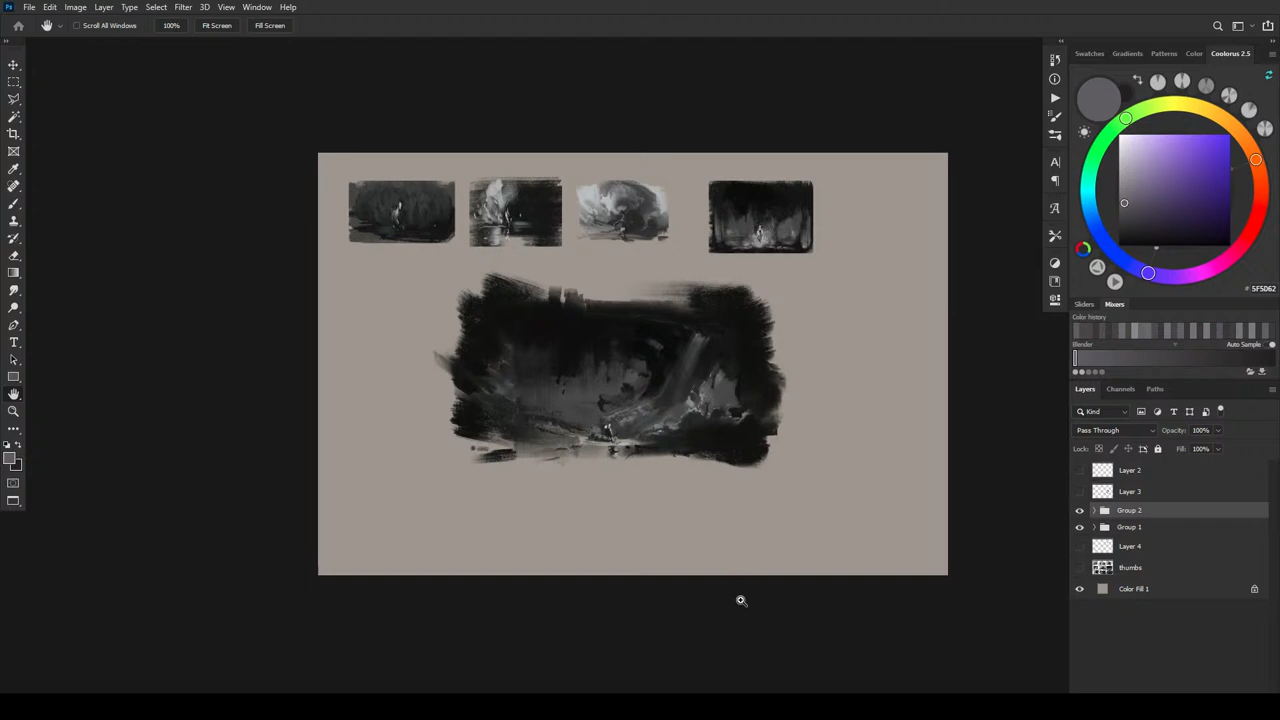 Ps File Edit Image Layer Type Select Filter 3D View Window Help
Scroll All Windows 100% Fit Screen Fill Screen
Swatches Gradients Patterns Color Coolorus 2.5
# 5F5D62
Sliders Mixers
Color history
Blender Auto Sample
Layers Channels Paths
Kind
Pass Through Opacity: 100%
Lock: Fill: 100%
Layer 2
Layer 3
Group 2
Group 1
Layer 4
thumbs
Color Fill 1